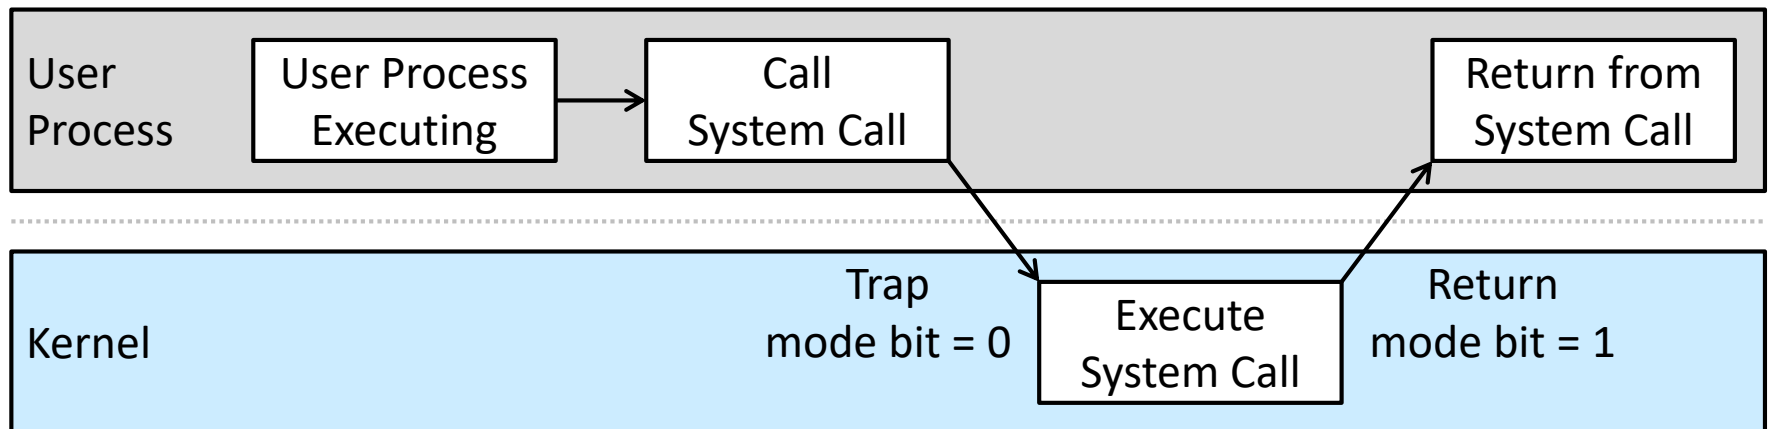 User
Process
User Process
Executing
Call
System Call
Return from
System Call
Kernel
Trap
mode bit = 0
Execute
System Call
Return
mode bit = 1